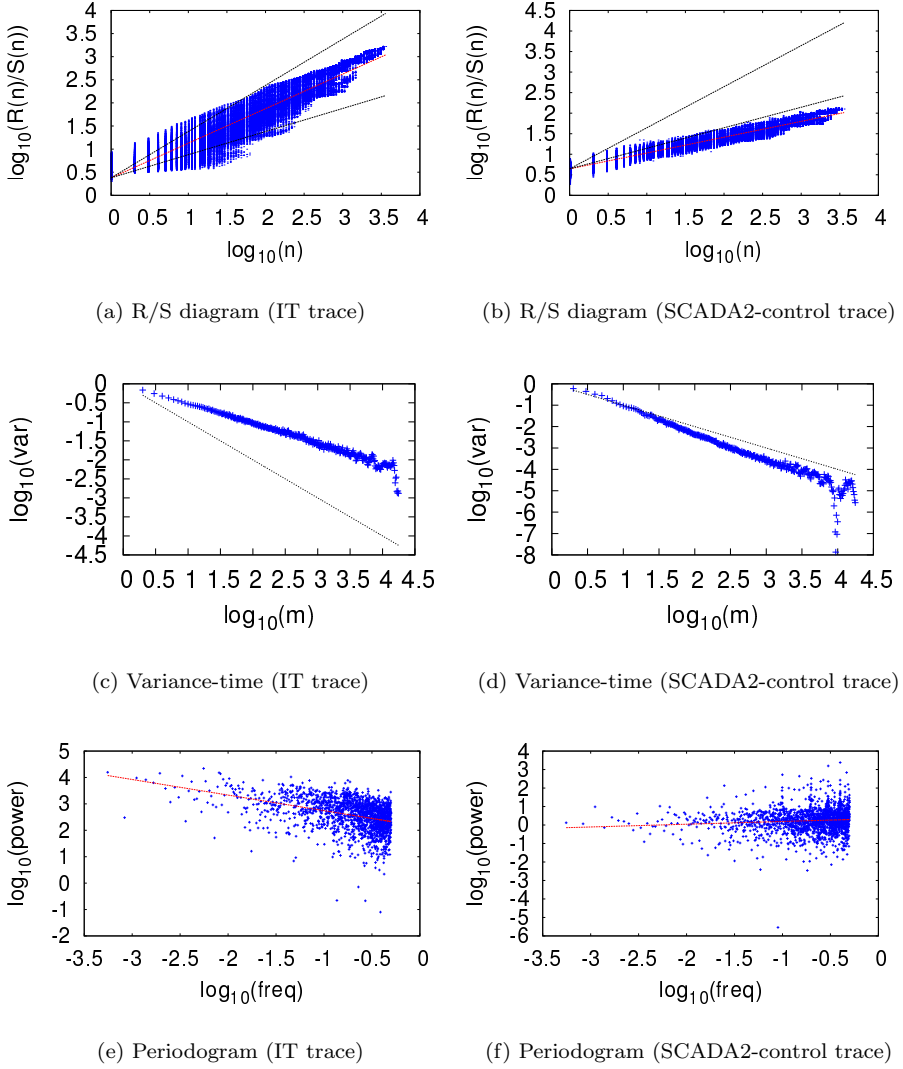 4
3.5
3
2.5
2
1.5
1
0.5
0
log10(R(n)/S(n))
0 0.5 1 1.5 2 2.5 3 3.5 4
log10(n)
4.5
4
3.5
3
2.5
2
1.5
1
0.5
0
log10(R(n)/S(n))
0 0.5 1 1.5 2 2.5 3 3.5 4
log10(n)
(a) R/S diagram (IT trace)
(b) R/S diagram (SCADA2-control trace)
0
-0.5
-1
-1.5
-2
-2.5
-3
-3.5
-4
-4.5
log10(var)
0 0.5 1 1.5 2 2.5 3 3.5 4 4.5
log10(m)
0
-1
-2
-3
-4
-5
-6
-7
-8
log10(var)
0 0.5 1 1.5 2 2.5 3 3.5 4 4.5
log10(m)
(c) Variance-time (IT trace)
(d) Variance-time (SCADA2-control trace)
5
4
3
2
1
0
-1
-2
log10(power)
-3.5 -3 -2.5 -2 -1.5 -1 -0.5 0
log10(freq)
4
3
2
1
0
-1
-2
-3
-4
-5
-6
log10(power)
-3.5 -3 -2.5 -2 -1.5 -1 -0.5 0
log10(freq)
(e) Periodogram (IT trace)
(f) Periodogram (SCADA2-control trace)